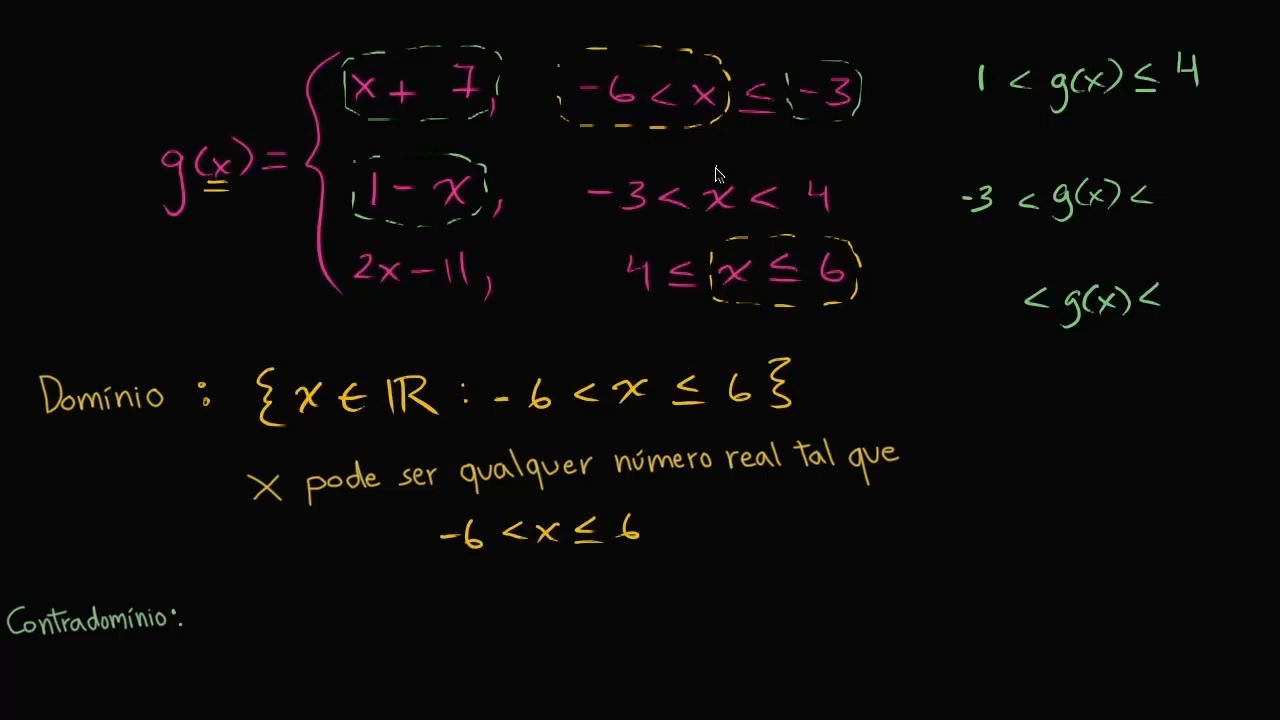 g(x) = { x + 7, -6 < x ≤ -3 1 < g(x) ≤ 4
1 - x, -3 < x < 4 -3 < g(x) <
2x - 11, 4 ≤ x ≤ 6 < g(x) <
Domínio : {x ∈ ℝ : -6 < x ≤ 6}
x pode ser qualquer número real tal que
-6 < x ≤ 6
Contradomínio: